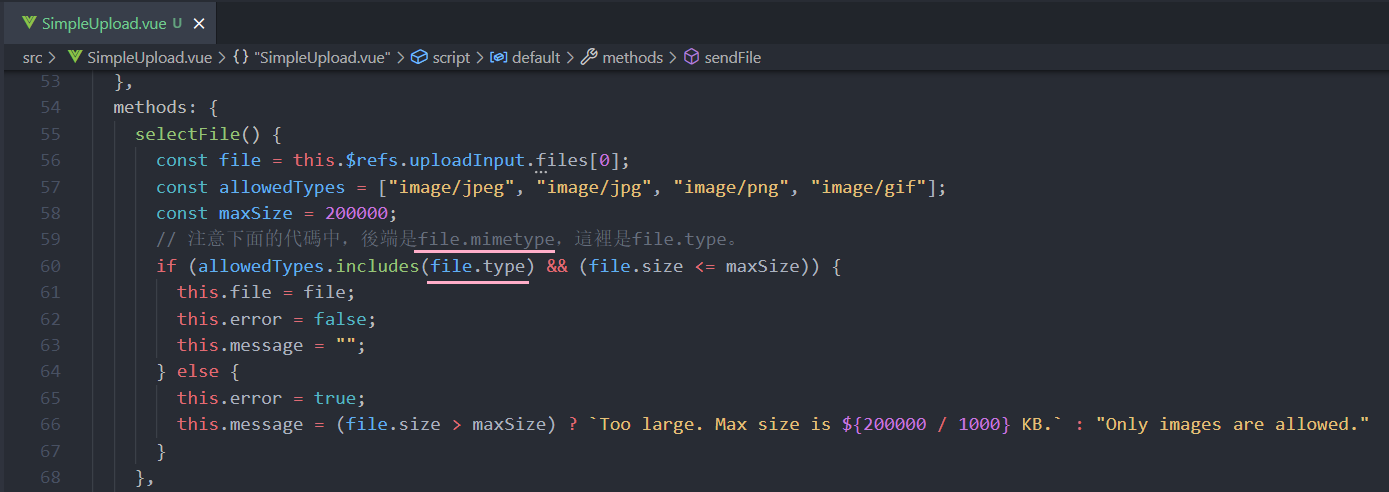 SimpleUpload.vue U ×
src > SimpleUpload.vue > {} "SimpleUpload.vue" > script > default > methods > sendFile
53 },
54 methods: {
55 selectFile() {
56 const file = this.$refs.uploadInput.files[0];
57 const allowedTypes = ["image/jpeg", "image/jpg", "image/png", "image/gif"];
58 const maxSize = 200000;
59 // 注意下面的代碼中，後端是file.mimetype，這裡是file.type。
60 if (allowedTypes.includes(file.type) && (file.size <= maxSize)) {
61 this.file = file;
62 this.error = false;
63 this.message = "";
64 } else {
65 this.error = true;
66 this.message = (file.size > maxSize) ? `Too large. Max size is ${200000 / 1000} KB.` : "Only images are allowed."
67 }
68 },